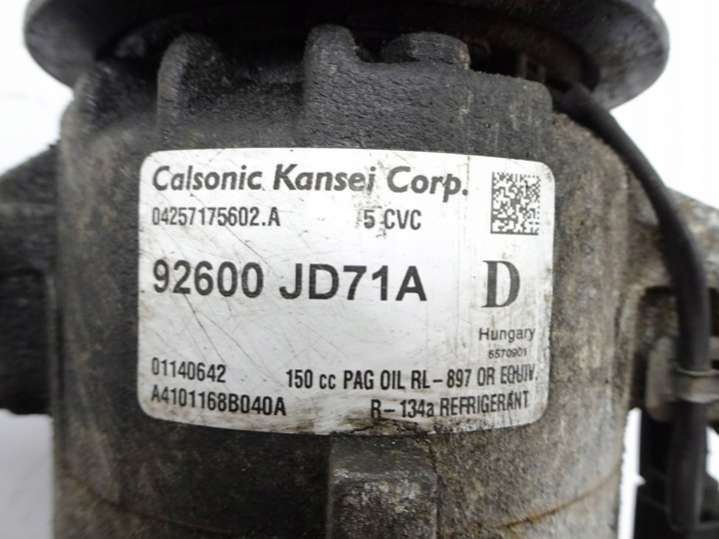 Calsonic Kansei Corp.
04257175602.A 5 CVC
92600 JD71A D
Hungary
6570901
01140642 150 cc PAG OIL RL-897 OR EQUIV.
A4101168B040A R-134a REFRIGERANT